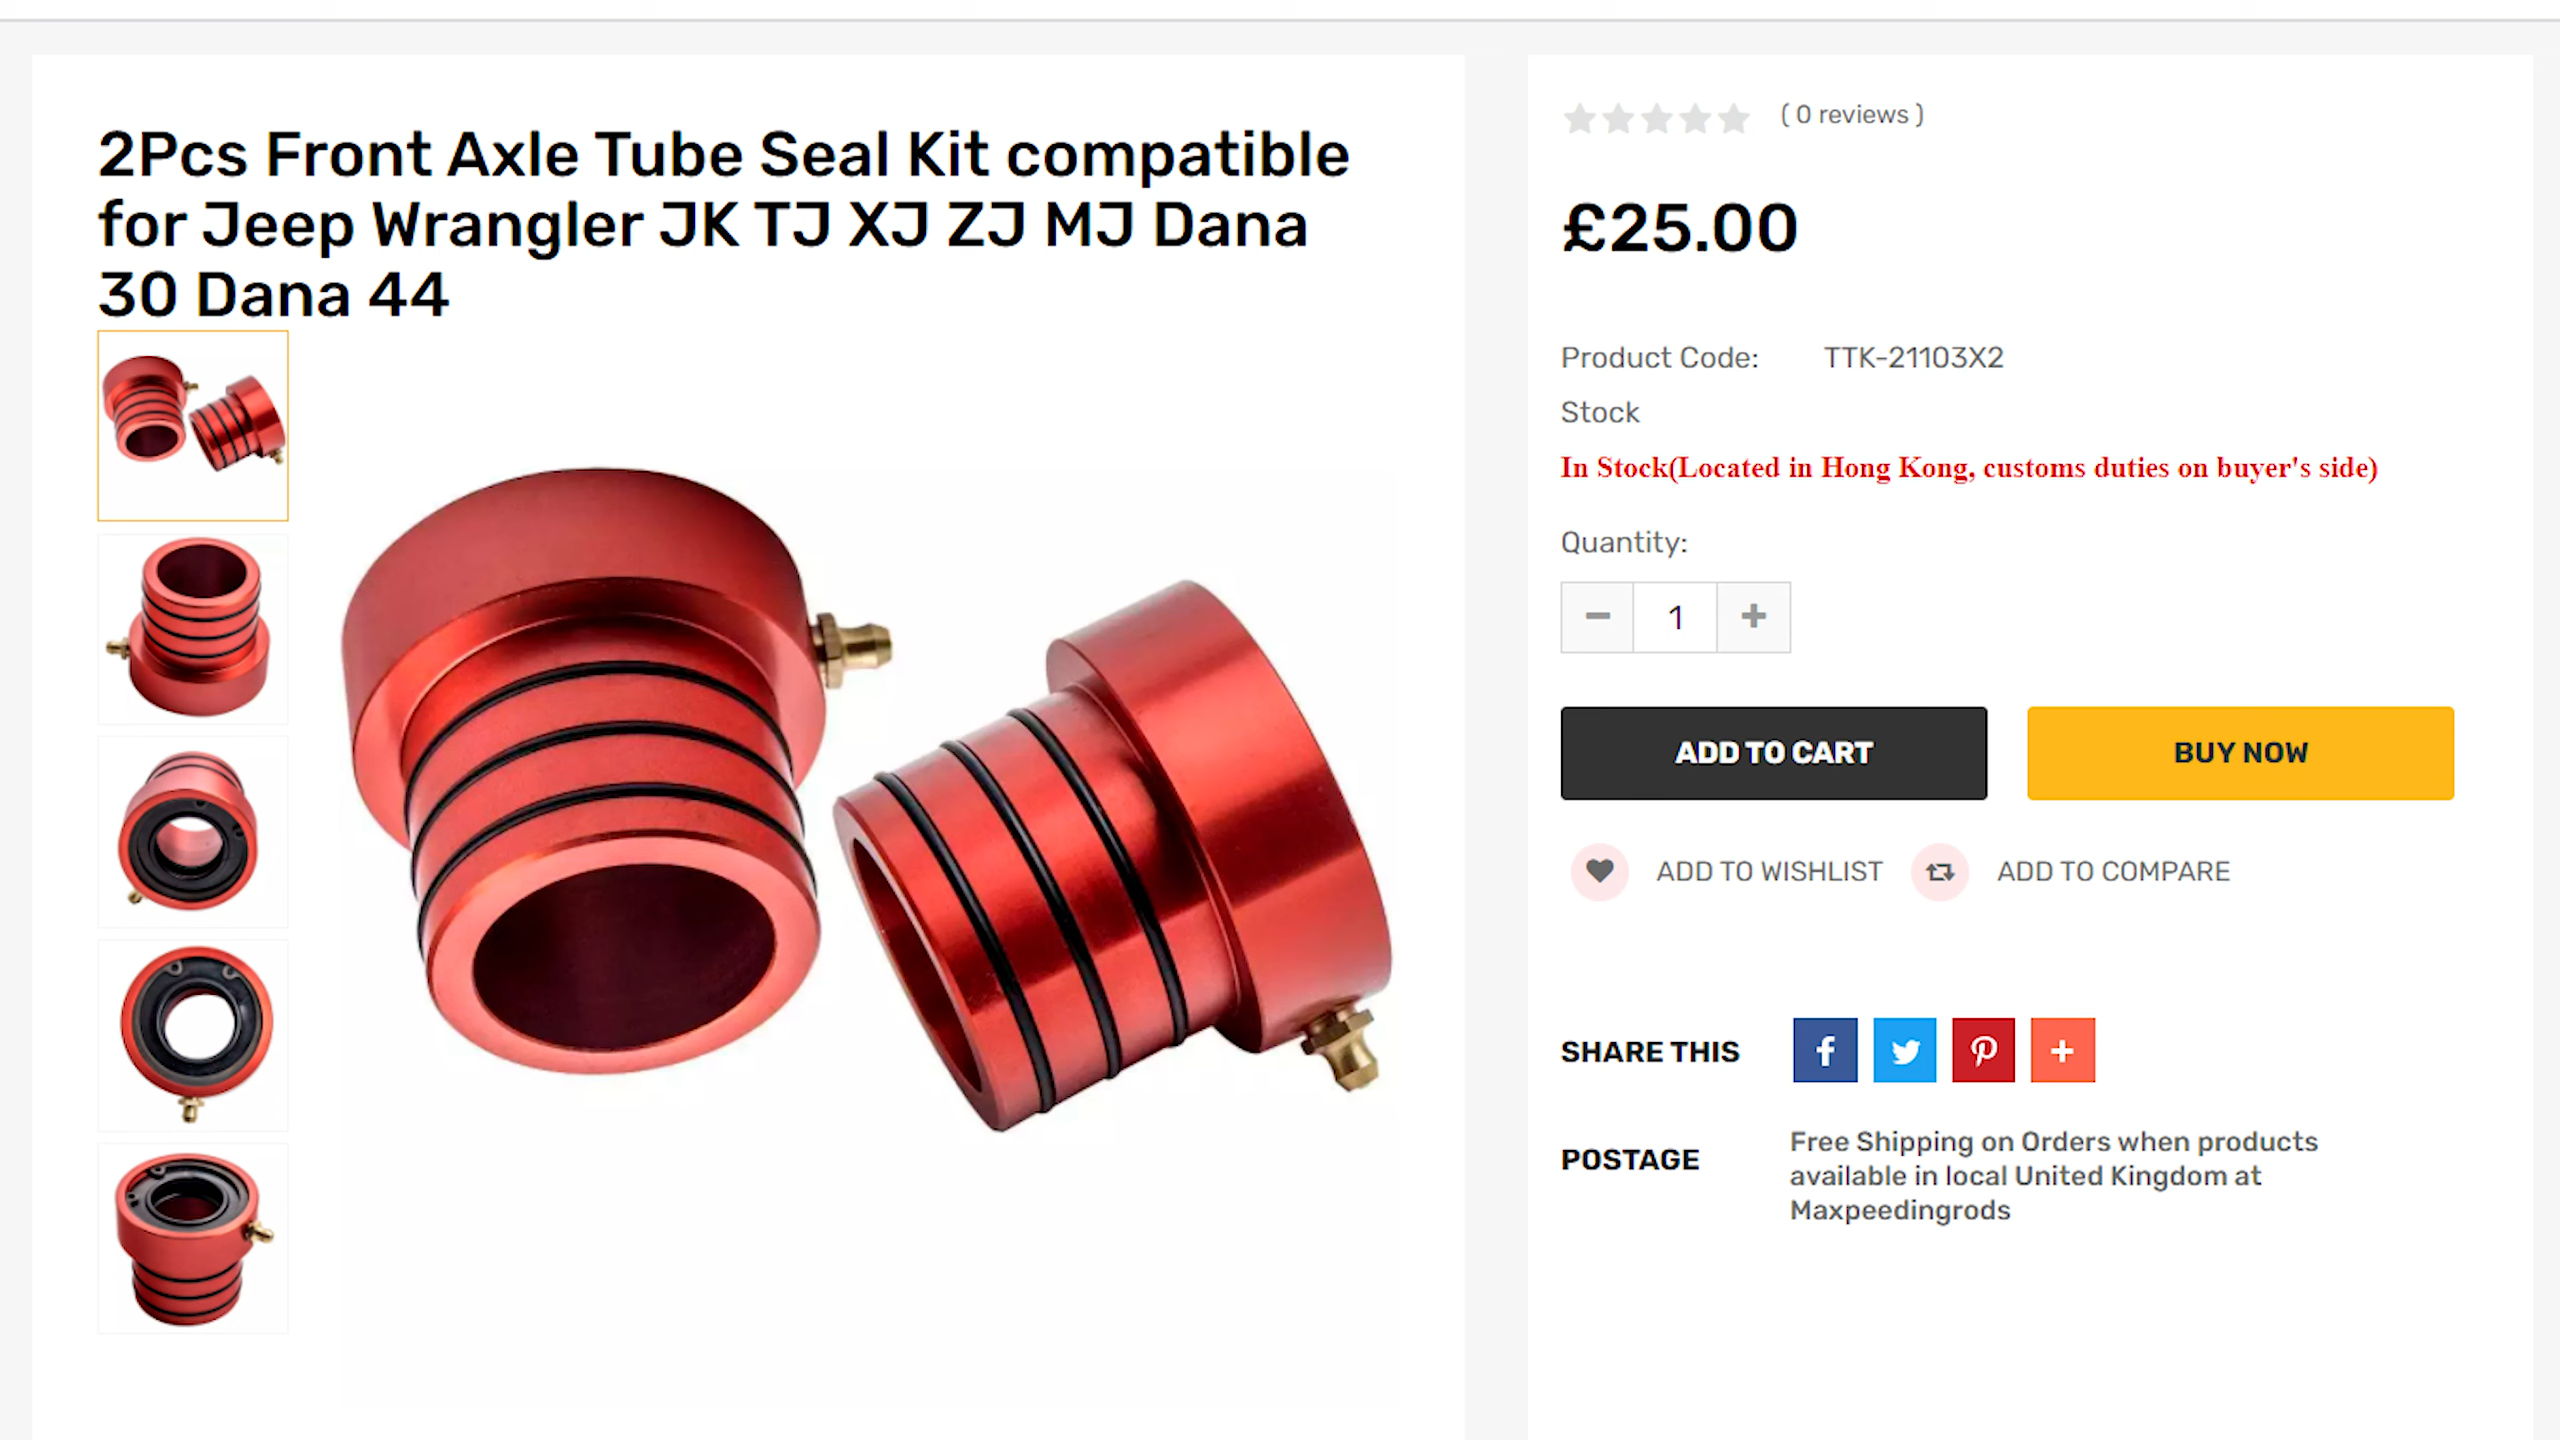 2Pcs Front Axle Tube Seal Kit compatible
for Jeep Wrangler JK TJ XJ ZJ MJ Dana
30 Dana 44
( 0 reviews )
£25.00
Product Code: TTK-21103X2
Stock
In Stock(Located in Hong Kong, customs duties on buyer's side)
Quantity:
1
ADD TO CART
BUY NOW
ADD TO WISHLIST
ADD TO COMPARE
SHARE THIS
POSTAGE
Free Shipping on Orders when products
available in local United Kingdom at
Maxpeedingrods